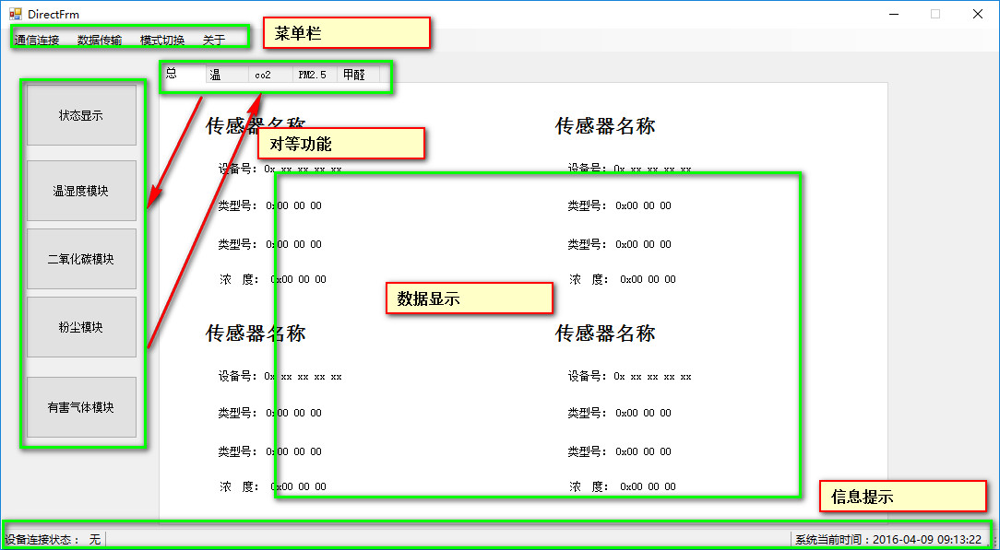 DirectFrm
通信连接 数据传输 模式切换 关于
菜单栏
总 温 co2 PM2.5 甲醛
状态显示
温湿度模块
二氧化碳模块
粉尘模块
有害气体模块
对等功能
传感器名称
设备号: 0x xx xx xx xx
类型号: 0x00 00 00
类型号: 0x00 00 00
浓 度: 0x00 00 00
传感器名称
设备号: 0x xx xx xx xx
类型号: 0x00 00 00
类型号: 0x00 00 00
浓 度: 0x00 00 00
数据显示
传感器名称
设备号: 0x xx xx xx xx
类型号: 0x00 00 00
类型号: 0x00 00 00
浓 度: 0x00 00 00
传感器名称
设备号: 0x xx xx xx xx
类型号: 0x00 00 00
类型号: 0x00 00 00
浓 度: 0x00 00 00
信息提示
设备连接状态： 无
系统当前时间：2016-04-09 09:13:22